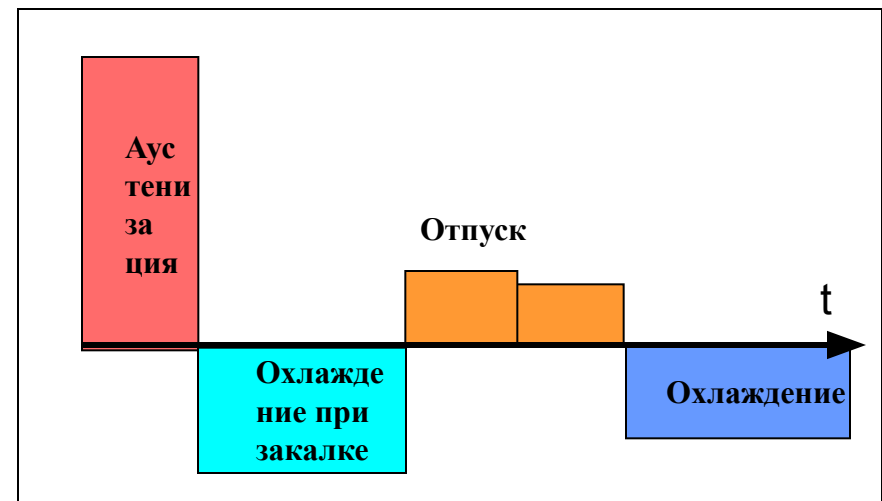 Аус
тени
за
ция
Отпуск
t
Охлажде
ние при
закалке
Охлаждение